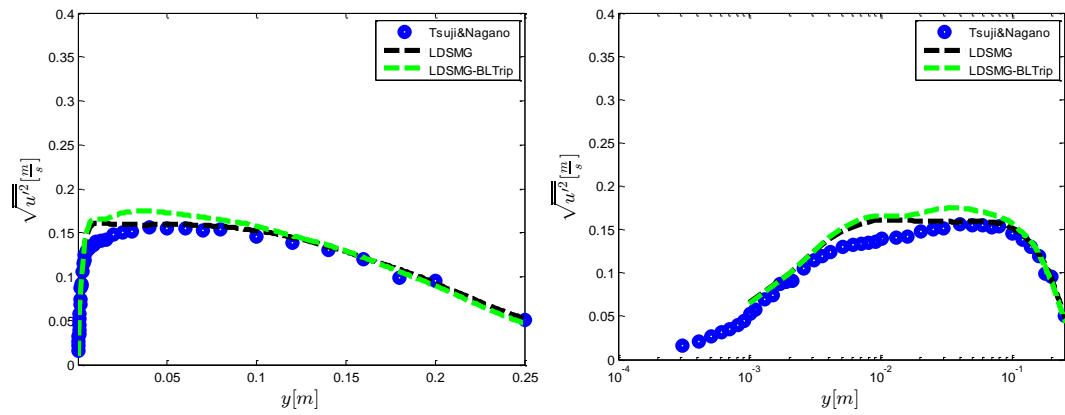 0.4
0.35
0.3
0.25
0.2
0.15
0.1
0.05
0
0.05
0.1
0.15
0.2
0.25
y[m]
√u′² [m/s]
Tsuji&Nagano
LDSMG
LDSMG-BLTrip
0.4
0.35
0.3
0.25
0.2
0.15
0.1
0.05
0
10⁻⁴
10⁻³
10⁻²
10⁻¹
y[m]
√u′² [m/s]
Tsuji&Nagano
LDSMG
LDSMG-BLTrip